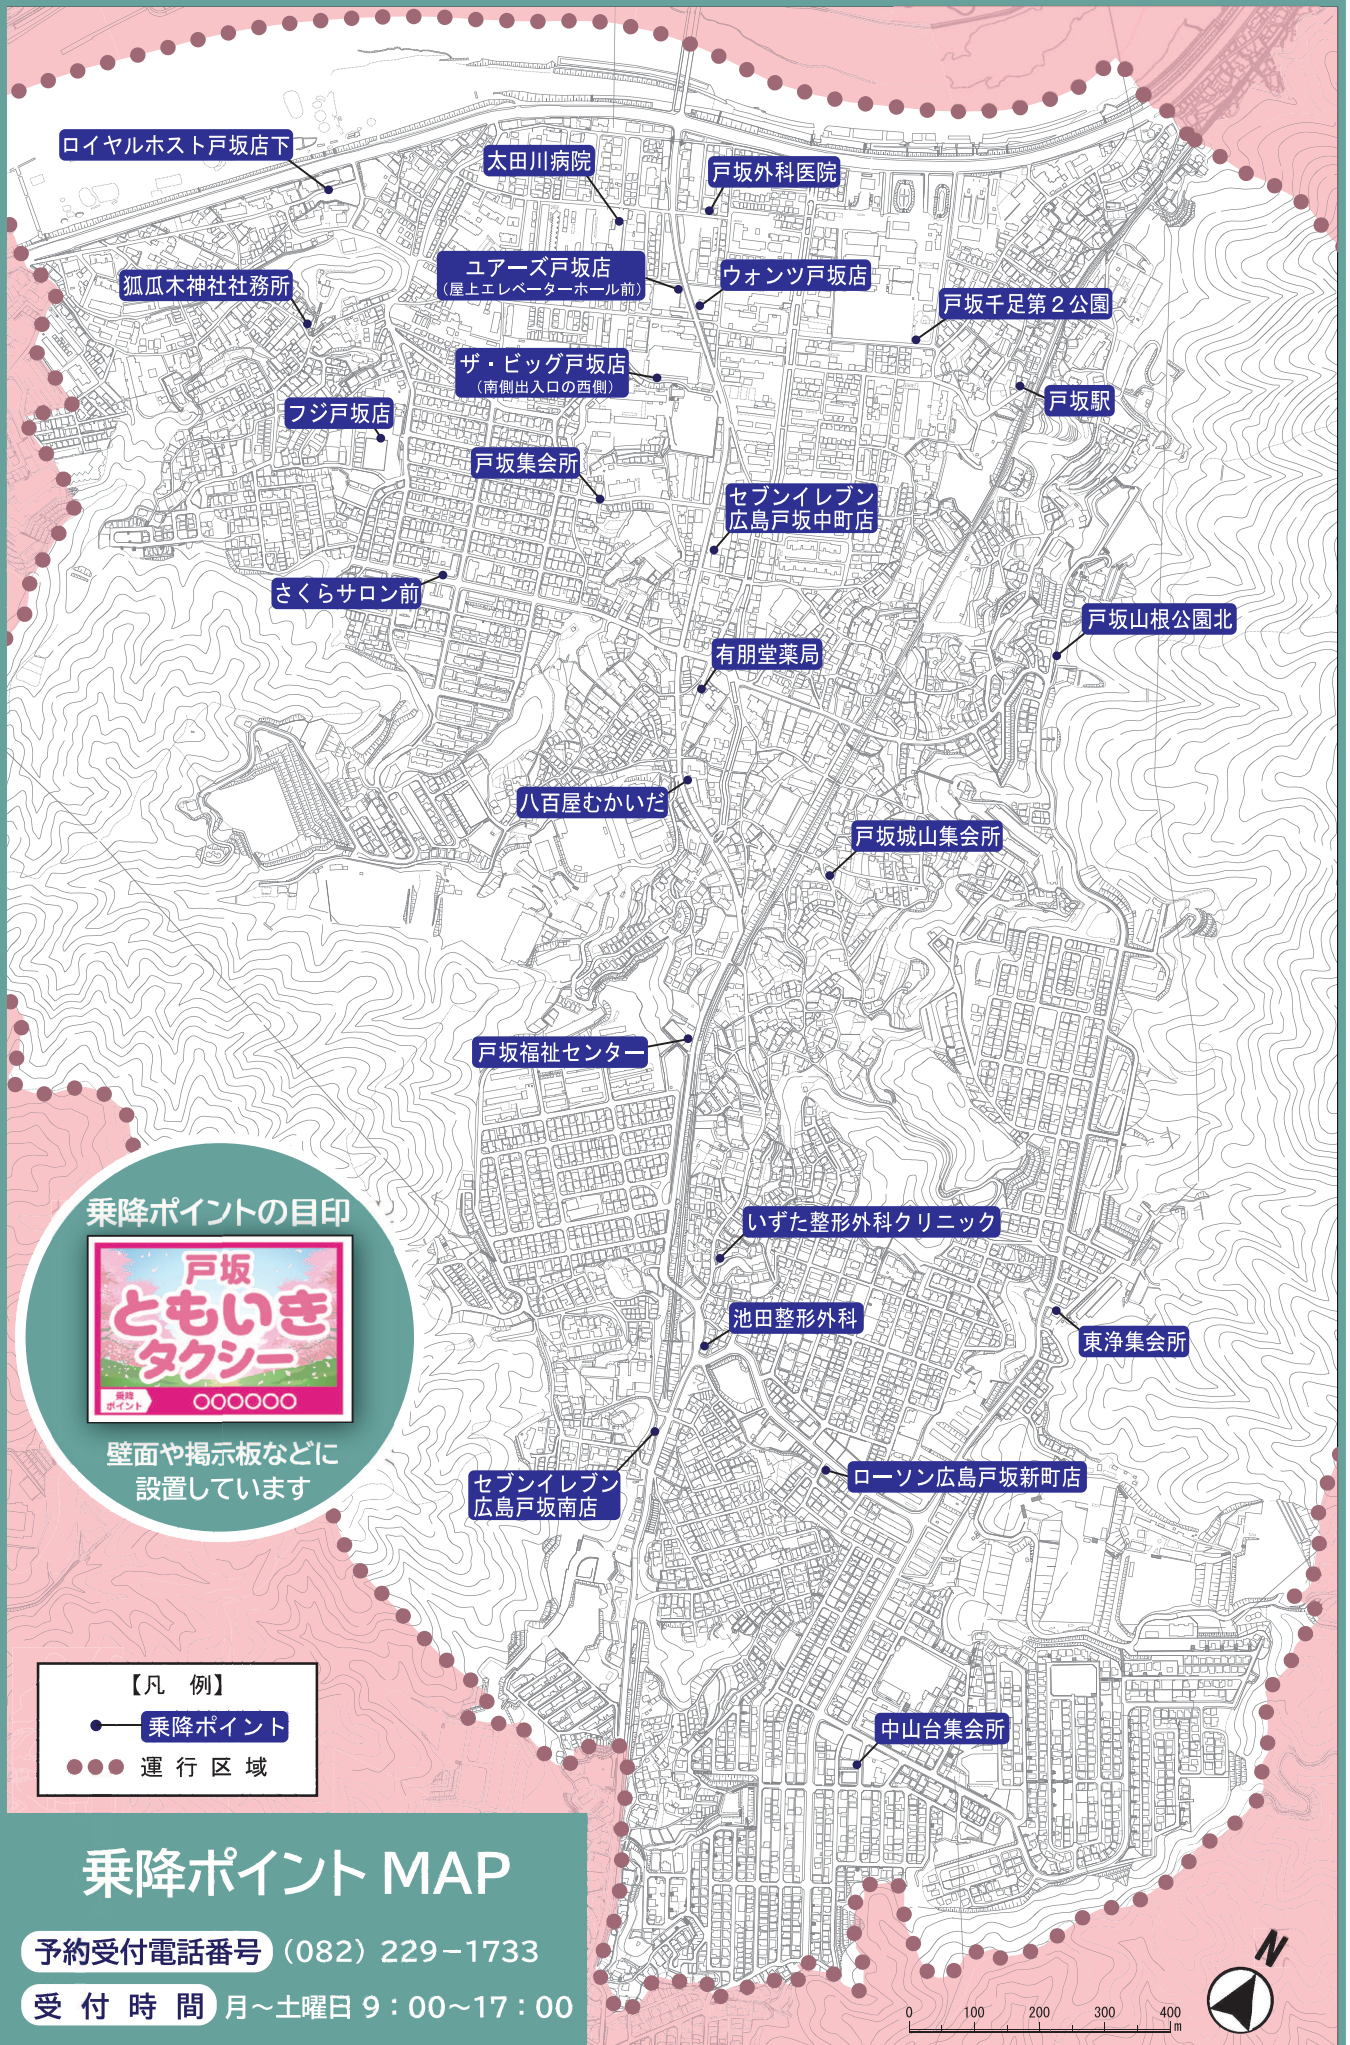 ロイヤルホスト戸坂店下
太田川病院
戸坂外科医院
狐瓜木神社社務所
ユアーズ戸坂店
(屋上エレベーターホール前)
ウォンツ戸坂店
戸坂千足第2公園
ザ・ビッグ戸坂店
(南側出入口の西側)
戸坂駅
フジ戸坂店
戸坂集会所
セブンイレブン
広島戸坂中町店
さくらサロン前
戸坂山根公園北
有朋堂薬局
八百屋むかいだ
戸坂城山集会所
戸坂福祉センター
いずた整形外科クリニック
池田整形外科
東浄集会所
セブンイレブン
広島戸坂南店
ローソン広島戸坂新町店
中山台集会所
乗降ポイントの目印
戸坂
ともいき
タクシー
乗降
ポイント
○○○○○○
壁面や掲示板などに
設置しています
【凡 例】
乗降ポイント
運行区域
乗降ポイント MAP
予約受付電話番号 (082) 229-1733
受付時間 月~土曜日 9:00~17:00
N
0 100 200 300 400
m